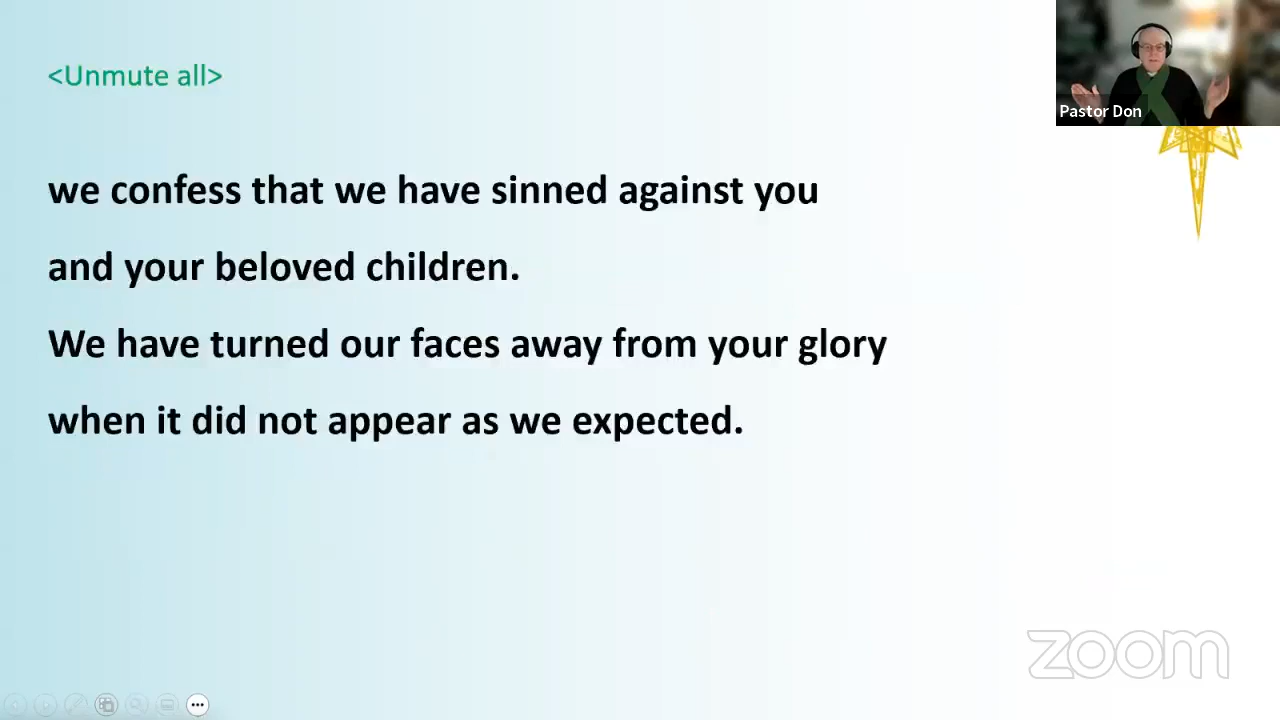 <Unmute all>
Pastor Don
we confess that we have sinned against you
and your beloved children.
We have turned our faces away from your glory
when it did not appear as we expected.
zoom